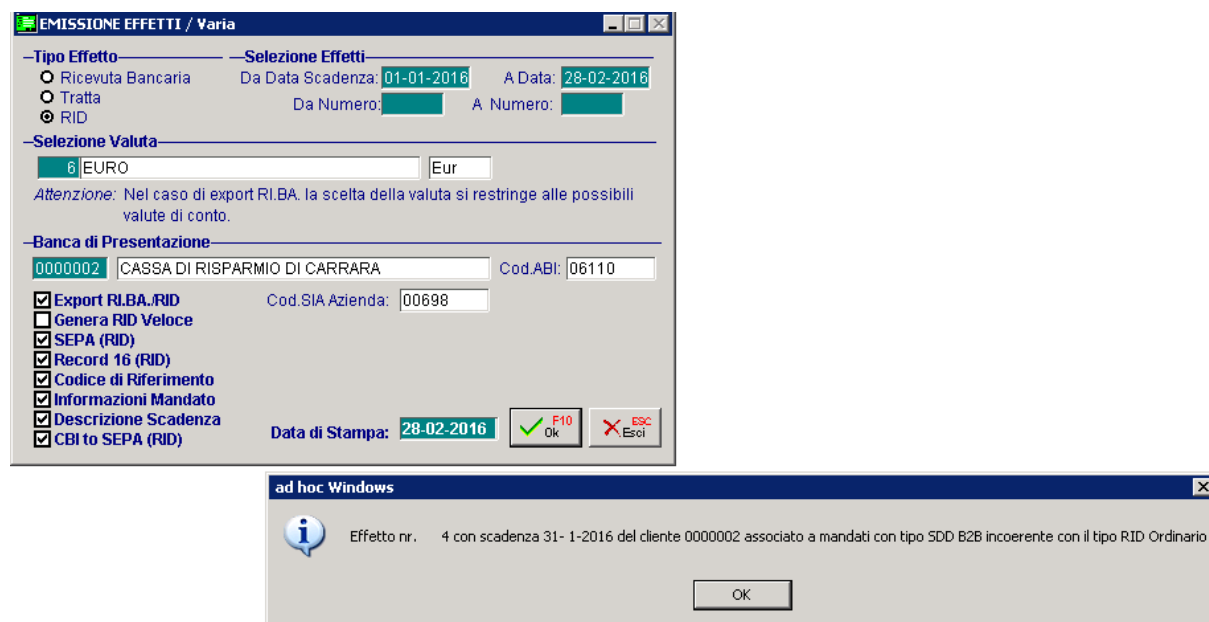 EMISSIONE EFFETTI / Varia
Tipo Effetto Selezione Effetti
Ricevuta Bancaria Da Data Scadenza: 01-01-2016 A Data: 28-02-2016
Tratta Da Numero: A Numero:
RID
Selezione Valuta
6 EURO Eur
Attenzione: Nel caso di export RI.BA. la scelta della valuta si restringe alle possibili
valute di conto.
Banca di Presentazione
0000002 CASSA DI RISPARMIO DI CARRARA Cod.ABI: 06110
Export RI.BA./RID Cod.SIA Azienda: 00698
Genera RID Veloce
SEPA (RID)
Record 16 (RID)
Codice di Riferimento
Informazioni Mandato
Descrizione Scadenza Data di Stampa: 28-02-2016 F10 Ok ESC Esci
CBI to SEPA (RID)
ad hoc Windows
Effetto nr. 4 con scadenza 31- 1-2016 del cliente 0000002 associato a mandati con tipo SDD B2B incoerente con il tipo RID Ordinario
OK